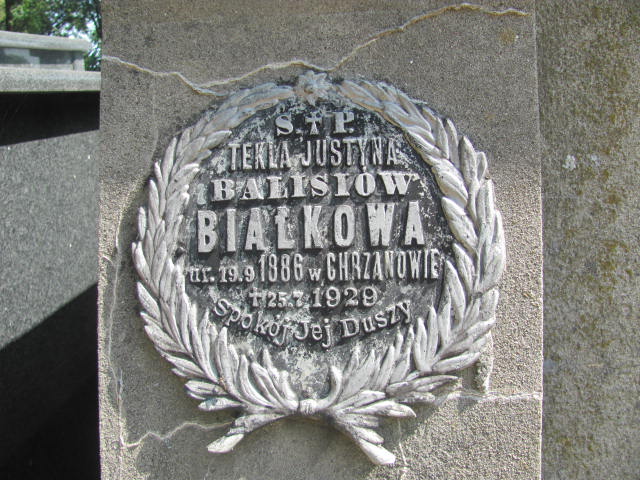 S.✝P.
TEKLA JUSTYNA
BALISIÓW
BIAŁKOWA
ur. 19.9 1886 w CHRZANOWIE
✝25.7.1929
Spokój Jej Duszy